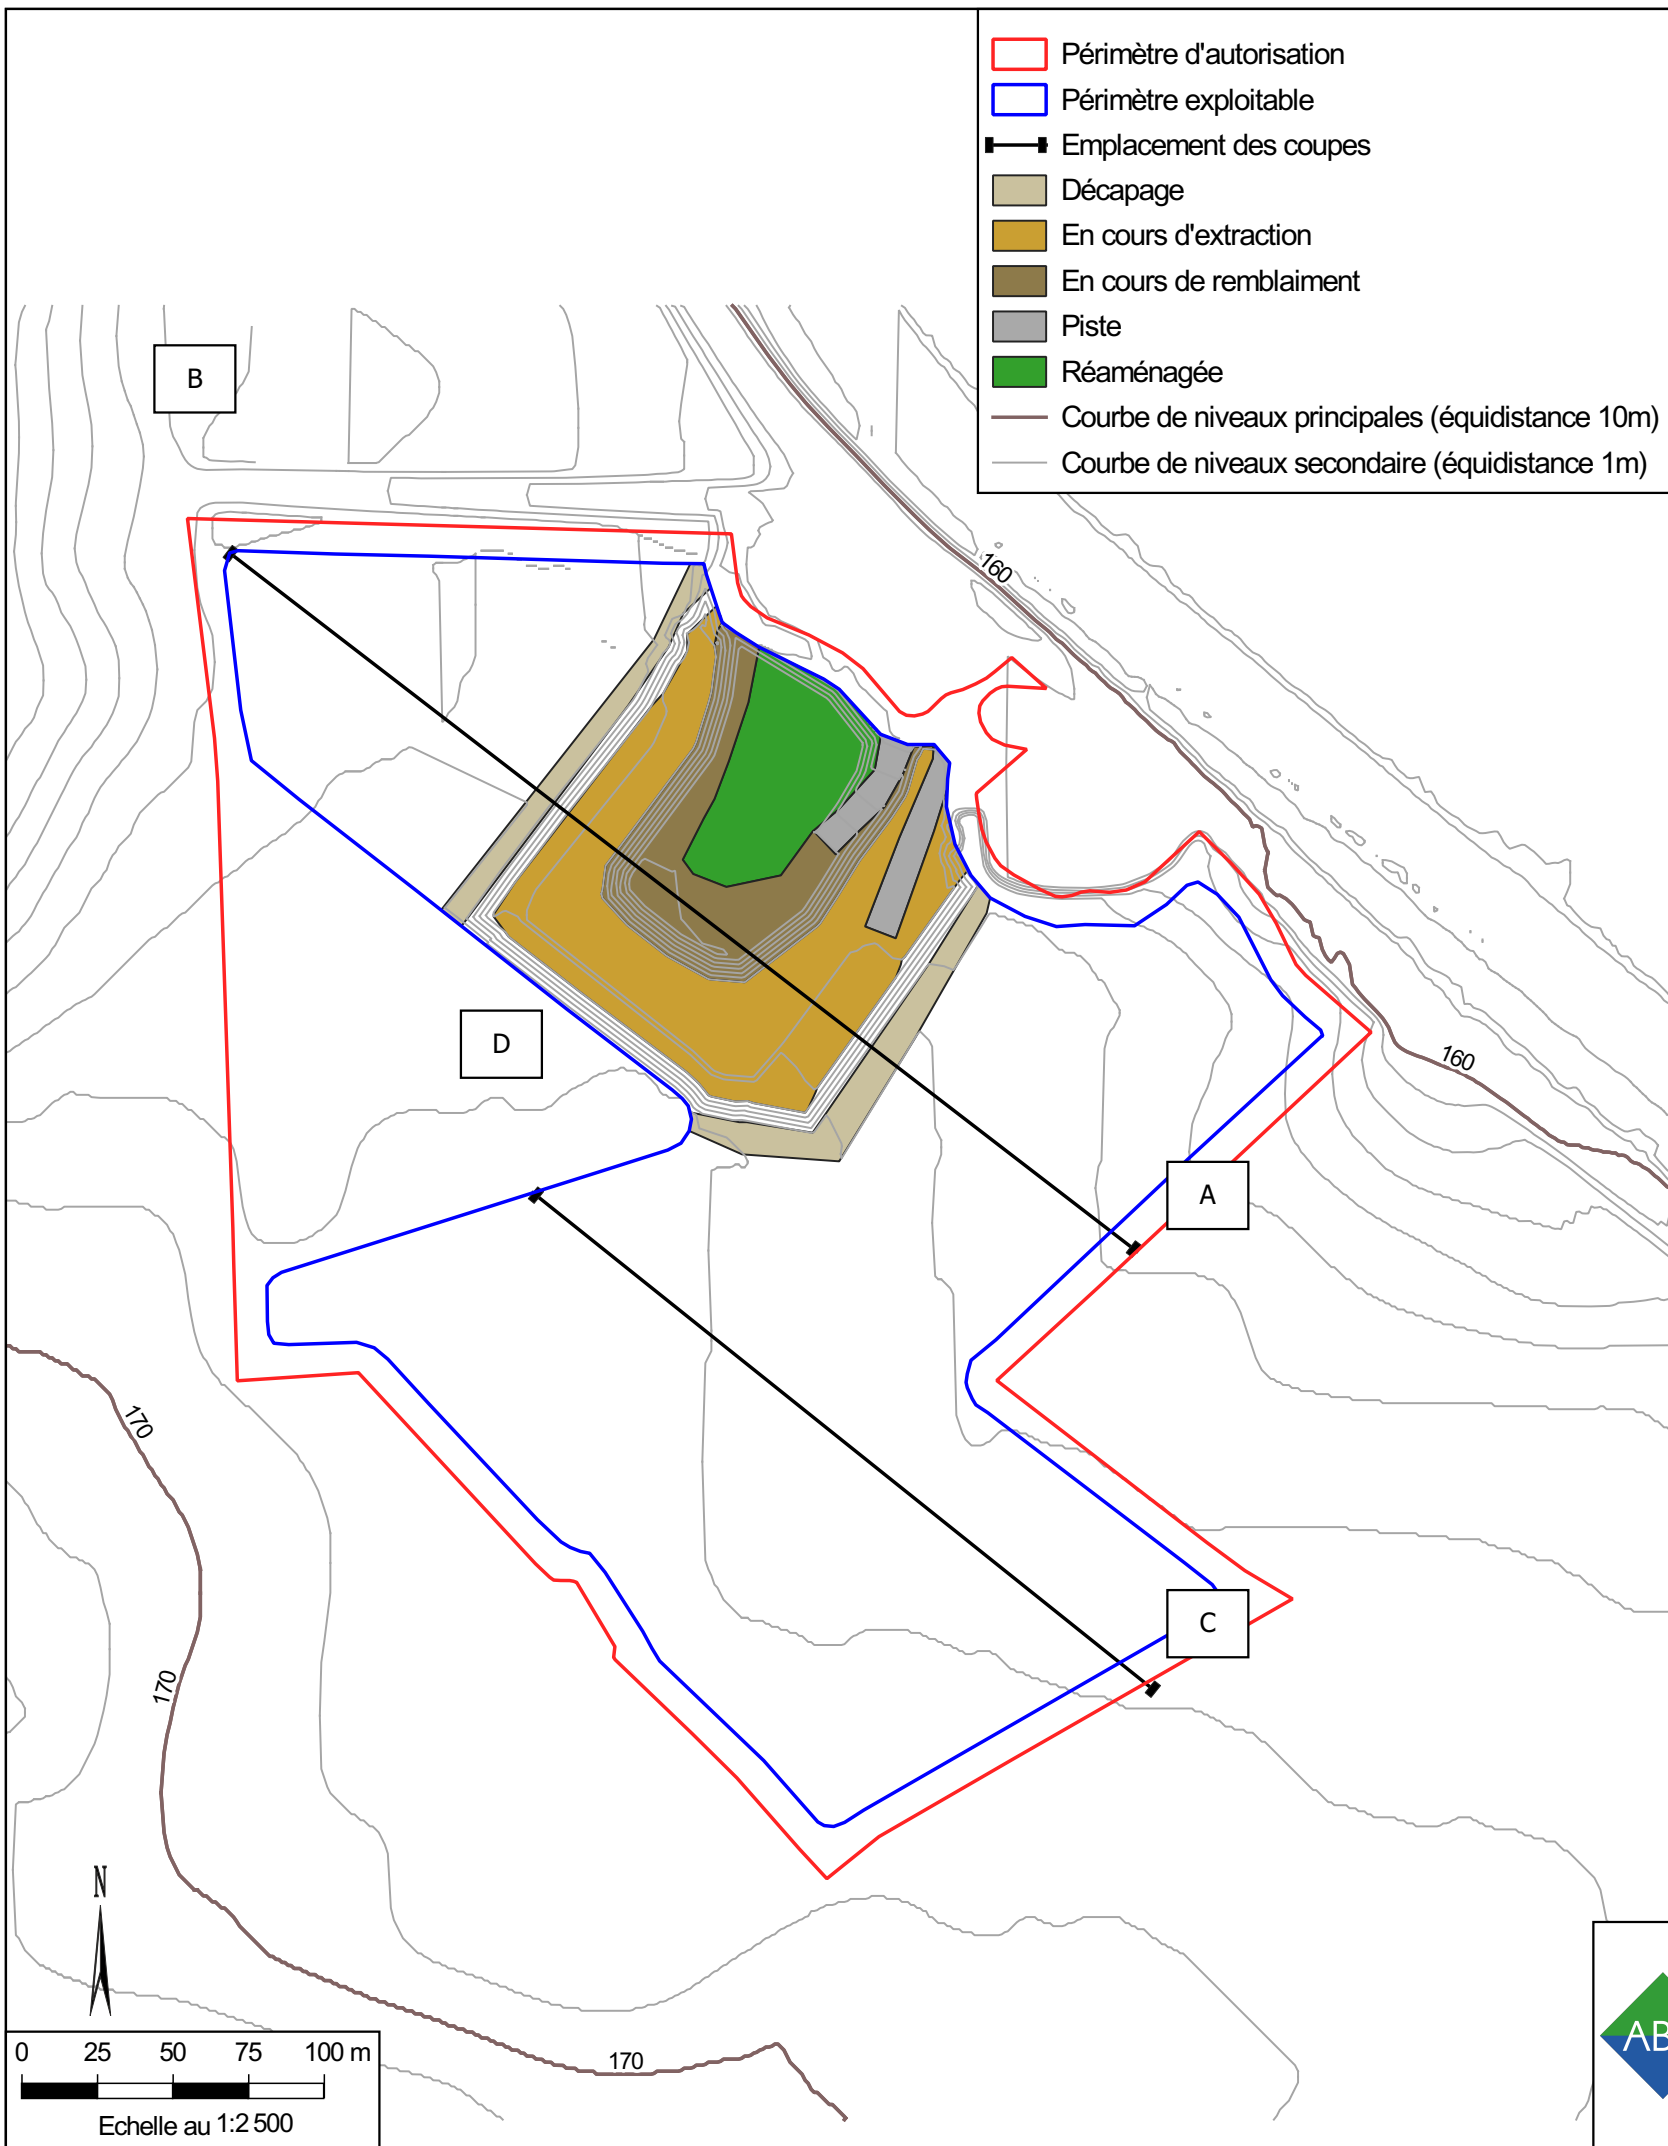 Périmètre d'autorisation
Périmètre exploitable
Emplacement des coupes
Décapage
En cours d'extraction
En cours de remblaiment
Piste
Réaménagée
Courbe de niveaux principales (équidistance 10m)
Courbe de niveaux secondaire (équidistance 1m)
B
160
D
160
A
170
C
170
N
170
0 25 50 75 100 m
Echelle au 1:2 500